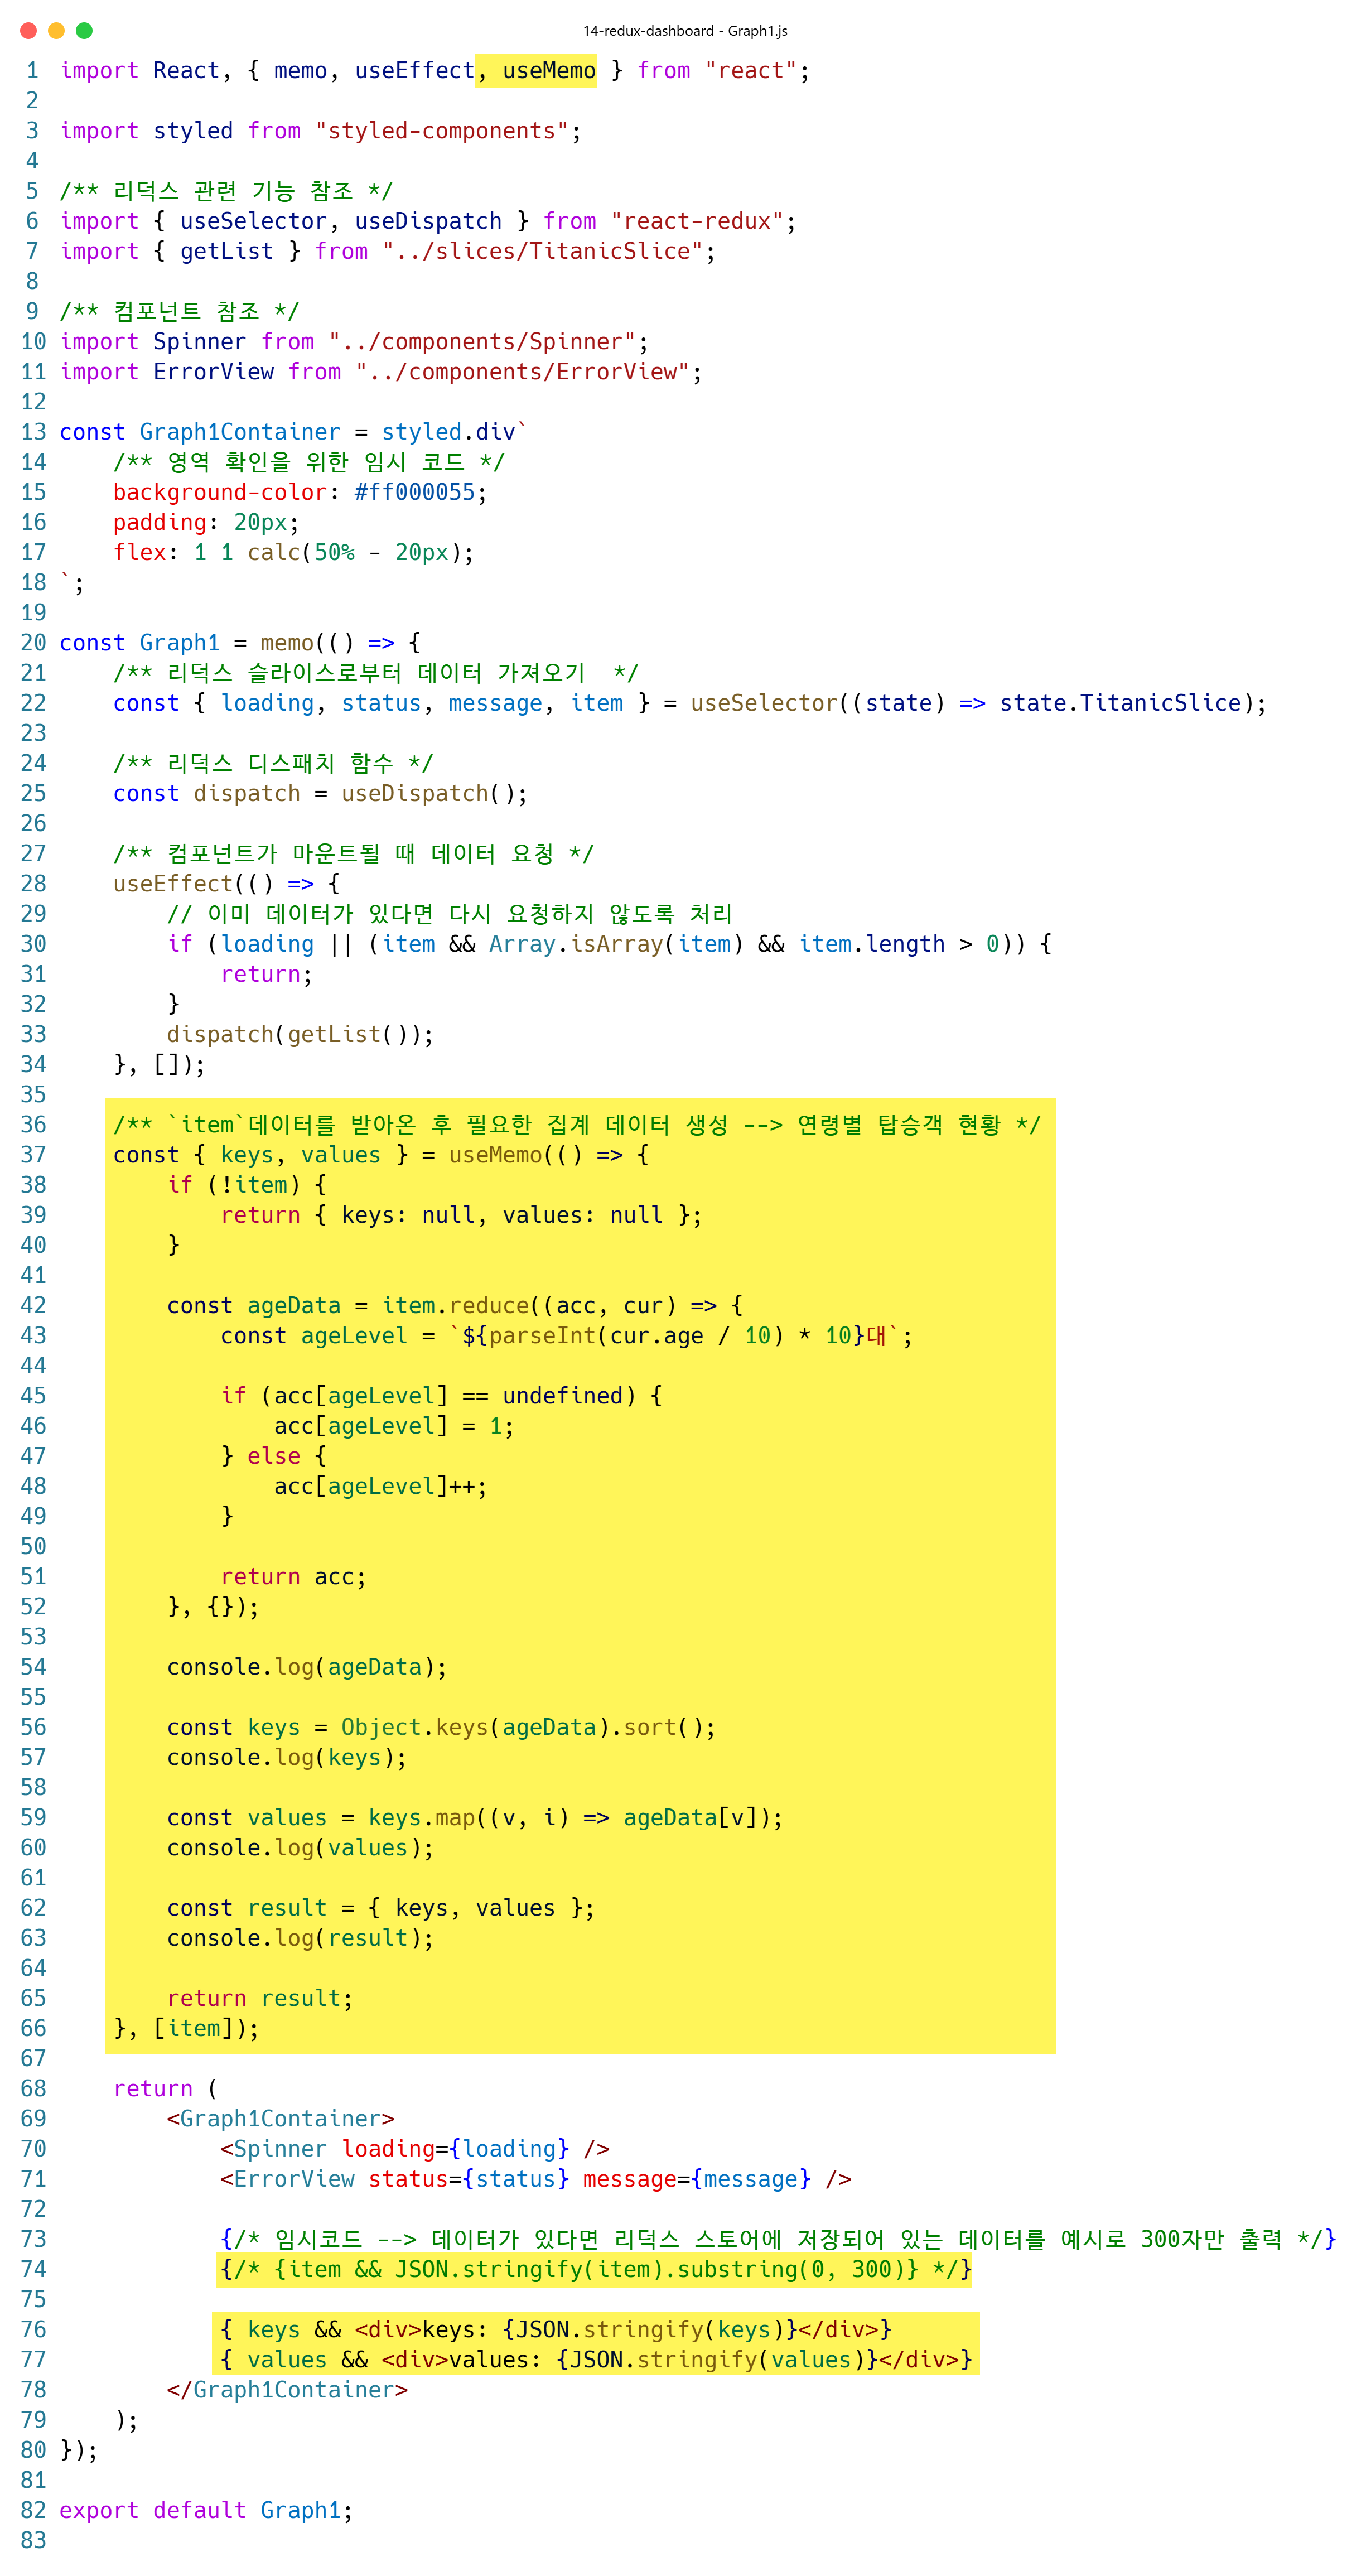 14-redux-dashboard - Graph1.js
1 import React, { memo, useEffect, useMemo } from "react";
2
3 import styled from "styled-components";
4
5 /** 리덕스 관련 기능 참조 */
6 import { useSelector, useDispatch } from "react-redux";
7 import { getList } from "../slices/TitanicSlice";
8
9 /** 컴포넌트 참조 */
10 import Spinner from "../components/Spinner";
11 import ErrorView from "../components/ErrorView";
12
13 const Graph1Container = styled.div`
14     /** 영역 확인을 위한 임시 코드 */
15     background-color: #ff000055;
16     padding: 20px;
17     flex: 1 1 calc(50% - 20px);
18 `;
19
20 const Graph1 = memo(() => {
21     /** 리덕스 슬라이스로부터 데이터 가져오기  */
22     const { loading, status, message, item } = useSelector((state) => state.TitanicSlice);
23
24     /** 리덕스 디스패치 함수 */
25     const dispatch = useDispatch();
26
27     /** 컴포넌트가 마운트될 때 데이터 요청 */
28     useEffect(() => {
29         // 이미 데이터가 있다면 다시 요청하지 않도록 처리
30         if (loading || (item && Array.isArray(item) && item.length > 0)) {
31             return;
32         }
33         dispatch(getList());
34     }, []);
35
36     /** `item`데이터를 받아온 후 필요한 집계 데이터 생성 --> 연령별 탑승객 현황 */
37     const { keys, values } = useMemo(() => {
38         if (!item) {
39             return { keys: null, values: null };
40         }
41
42         const ageData = item.reduce((acc, cur) => {
43             const ageLevel = `${parseInt(cur.age / 10) * 10}대`;
44
45             if (acc[ageLevel] == undefined) {
46                 acc[ageLevel] = 1;
47             } else {
48                 acc[ageLevel]++;
49             }
50
51             return acc;
52         }, {});
53
54         console.log(ageData);
55
56         const keys = Object.keys(ageData).sort();
57         console.log(keys);
58
59         const values = keys.map((v, i) => ageData[v]);
60         console.log(values);
61
62         const result = { keys, values };
63         console.log(result);
64
65         return result;
66     }, [item]);
67
68     return (
69         <Graph1Container>
70             <Spinner loading={loading} />
71             <ErrorView status={status} message={message} />
72
73             {/* 임시코드 --> 데이터가 있다면 리덕스 스토어에 저장되어 있는 데이터를 예시로 300자만 출력 */}
74             {/* {item && JSON.stringify(item).substring(0, 300)} */}
75
76             { keys && <div>keys: {JSON.stringify(keys)}</div>}
77             { values && <div>values: {JSON.stringify(values)}</div>}
78         </Graph1Container>
79     );
80 });
81
82 export default Graph1;
83